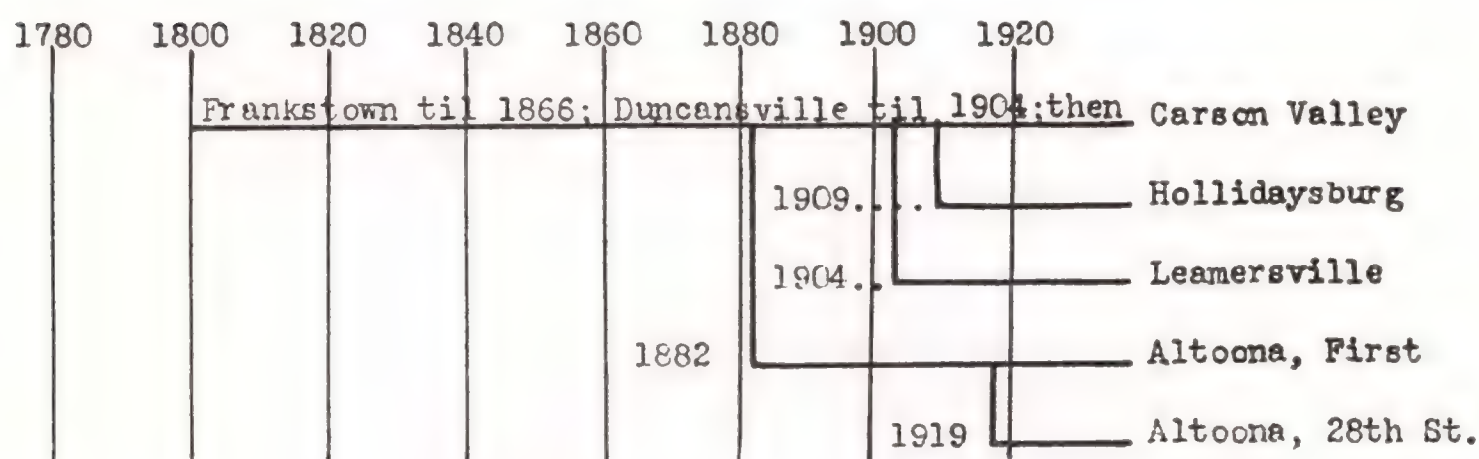 1780 1800 1820 1840 1860 1880 1900 1920
Frankstown til 1866; Duncansville til 1904;then Carson Valley
1909.... Hollidaysburg
1904.. Leamersville
1882 Altoona, First
1919 Altoona, 28th St.